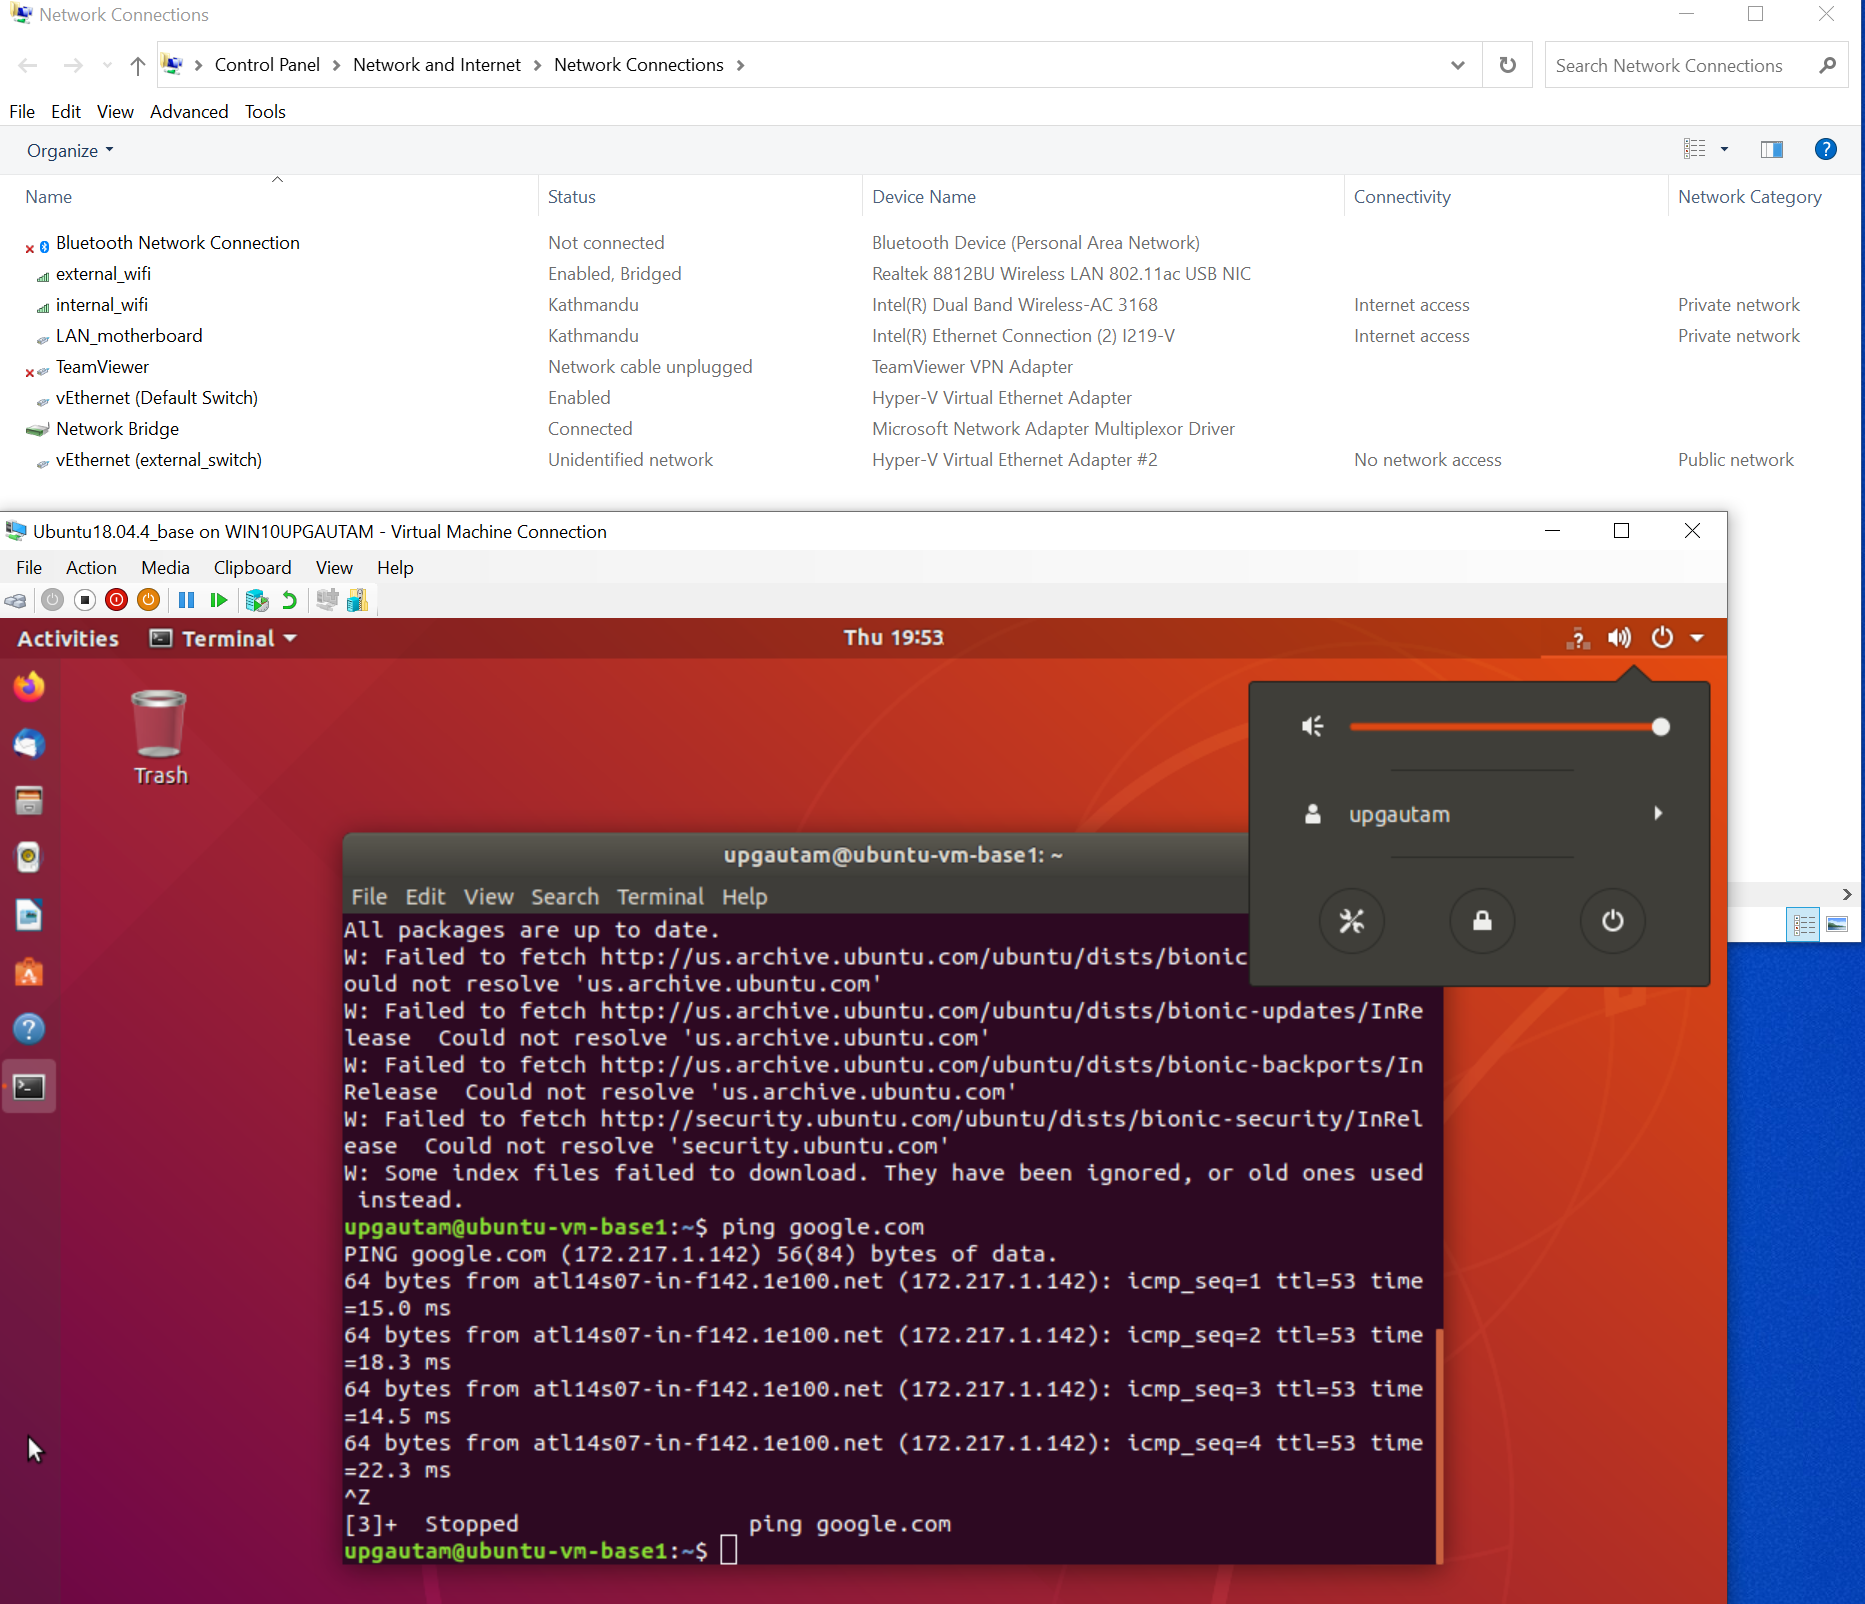 Network Connections
Control Panel > Network and Internet > Network Connections >
Search Network Connections
File Edit View Advanced Tools
Organize
Name Status Device Name Connectivity Network Category
Bluetooth Network Connection Not connected Bluetooth Device (Personal Area Network)
external_wifi Enabled, Bridged Realtek 8812BU Wireless LAN 802.11ac USB NIC
internal_wifi Kathmandu Intel(R) Dual Band Wireless-AC 3168 Internet access Private network
LAN_motherboard Kathmandu Intel(R) Ethernet Connection (2) I219-V Internet access Private network
TeamViewer Network cable unplugged TeamViewer VPN Adapter
vEthernet (Default Switch) Enabled Hyper-V Virtual Ethernet Adapter
Network Bridge Connected Microsoft Network Adapter Multiplexor Driver
vEthernet (external_switch) Unidentified network Hyper-V Virtual Ethernet Adapter #2 No network access Public network
Ubuntu18.04.4_base on WIN10UPGAUTAM - Virtual Machine Connection
File Action Media Clipboard View Help
Activities Terminal Thu 19:53
Trash
upgautam
upgautam@ubuntu-vm-base1: ~
File Edit View Search Terminal Help
All packages are up to date.
W: Failed to fetch http://us.archive.ubuntu.com/ubuntu/dists/bionic
ould not resolve 'us.archive.ubuntu.com'
W: Failed to fetch http://us.archive.ubuntu.com/ubuntu/dists/bionic-updates/InRe
lease  Could not resolve 'us.archive.ubuntu.com'
W: Failed to fetch http://us.archive.ubuntu.com/ubuntu/dists/bionic-backports/In
Release  Could not resolve 'us.archive.ubuntu.com'
W: Failed to fetch http://security.ubuntu.com/ubuntu/dists/bionic-security/InRel
ease  Could not resolve 'security.ubuntu.com'
W: Some index files failed to download. They have been ignored, or old ones used
instead.
upgautam@ubuntu-vm-base1:~$ ping google.com
PING google.com (172.217.1.142) 56(84) bytes of data.
64 bytes from atl14s07-in-f142.1e100.net (172.217.1.142): icmp_seq=1 ttl=53 time
=15.0 ms
64 bytes from atl14s07-in-f142.1e100.net (172.217.1.142): icmp_seq=2 ttl=53 time
=18.3 ms
64 bytes from atl14s07-in-f142.1e100.net (172.217.1.142): icmp_seq=3 ttl=53 time
=14.5 ms
64 bytes from atl14s07-in-f142.1e100.net (172.217.1.142): icmp_seq=4 ttl=53 time
=22.3 ms
^Z
[3]+  Stopped                 ping google.com
upgautam@ubuntu-vm-base1:~$